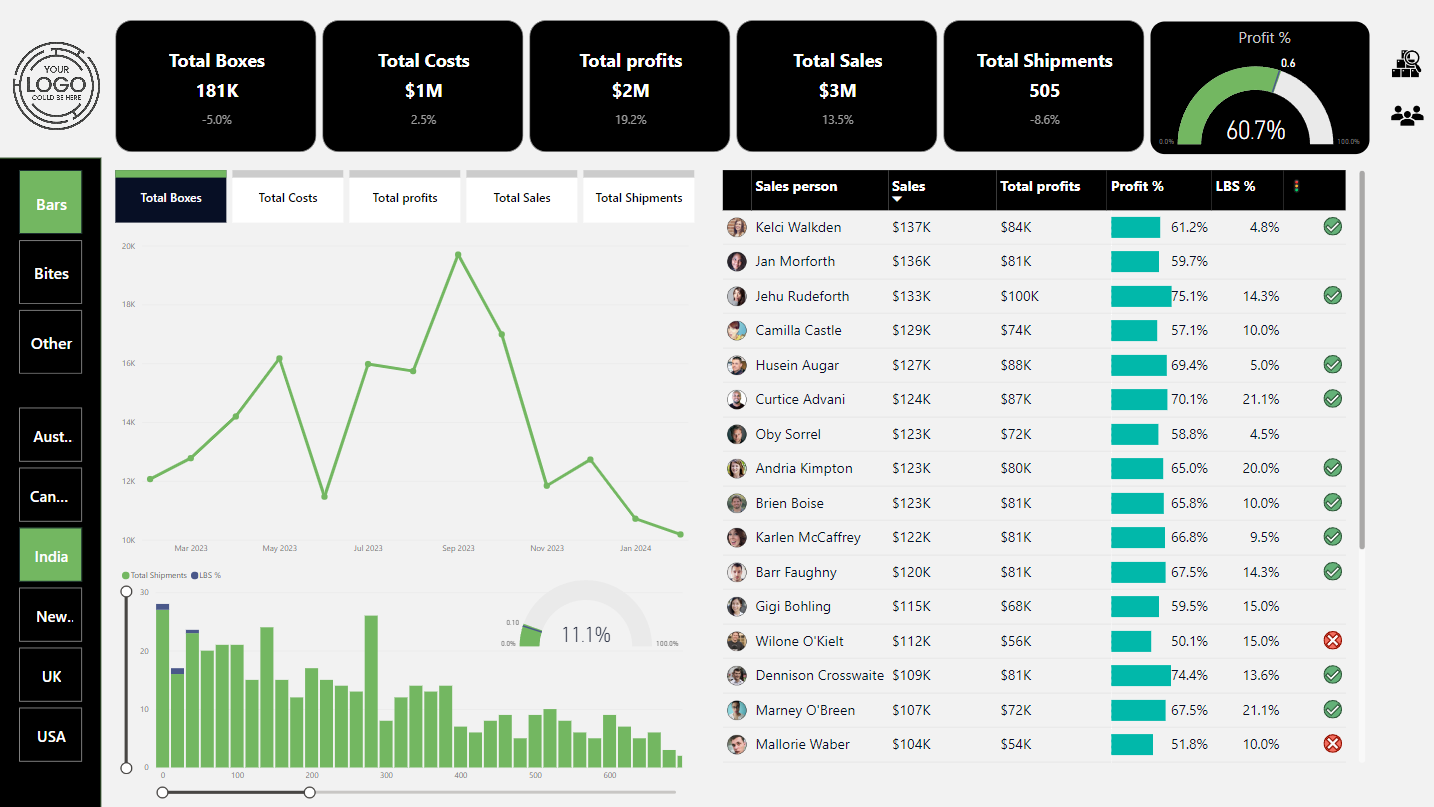 YOUR
LOGO
COULD BE HERE
Total Boxes
181K
-5.0%
Total Costs
$1M
2.5%
Total profits
$2M
19.2%
Total Sales
$3M
13.5%
Total Shipments
505
-8.6%
Profit %
0.6
60.7%
0.0%
100.0%
Bars
Bites
Other
Aust..
Can...
India
New..
UK
USA
Total Boxes Total Costs Total profits Total Sales Total Shipments
20K
18K
16K
14K
12K
10K
Mar 2023 May 2023 Jul 2023 Sep 2023 Nov 2023 Jan 2024
Total Shipments LBS %
30
20
10
0
0 100 200 300 400 500 600
0.10
0.0%
11.1%
100.0%
Sales person Sales Total profits Profit % LBS %
Kelci Walkden $137K $84K 61.2% 4.8%
Jan Morforth $136K $81K 59.7%
Jehu Rudeforth $133K $100K 75.1% 14.3%
Camilla Castle $129K $74K 57.1% 10.0%
Husein Augar $127K $88K 69.4% 5.0%
Curtice Advani $124K $87K 70.1% 21.1%
Oby Sorrel $123K $72K 58.8% 4.5%
Andria Kimpton $123K $80K 65.0% 20.0%
Brien Boise $123K $81K 65.8% 10.0%
Karlen McCaffrey $122K $81K 66.8% 9.5%
Barr Faughny $120K $81K 67.5% 14.3%
Gigi Bohling $115K $68K 59.5% 15.0%
Wilone O'Kielt $112K $56K 50.1% 15.0%
Dennison Crosswaite $109K $81K 74.4% 13.6%
Marney O'Breen $107K $72K 67.5% 21.1%
Mallorie Waber $104K $54K 51.8% 10.0%